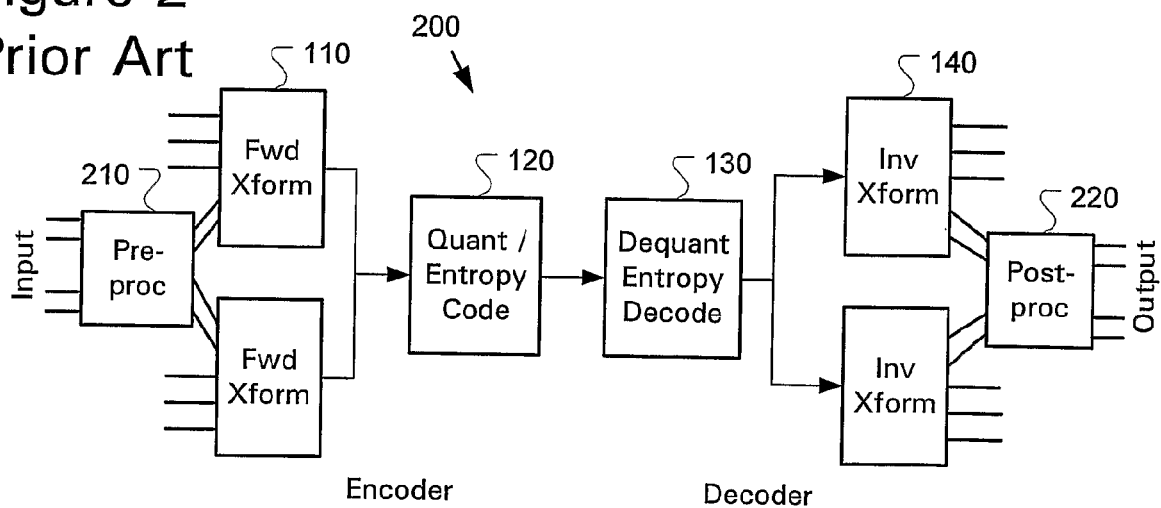 Figure 2
Prior Art
200
110
Fwd
Xform
210
Input
Pre-
proc
Fwd
Xform
120
Quant /
Entropy
Code
130
Dequant
Entropy
Decode
140
Inv
Xform
220
Post-
proc
Output
Inv
Xform
Encoder
Decoder